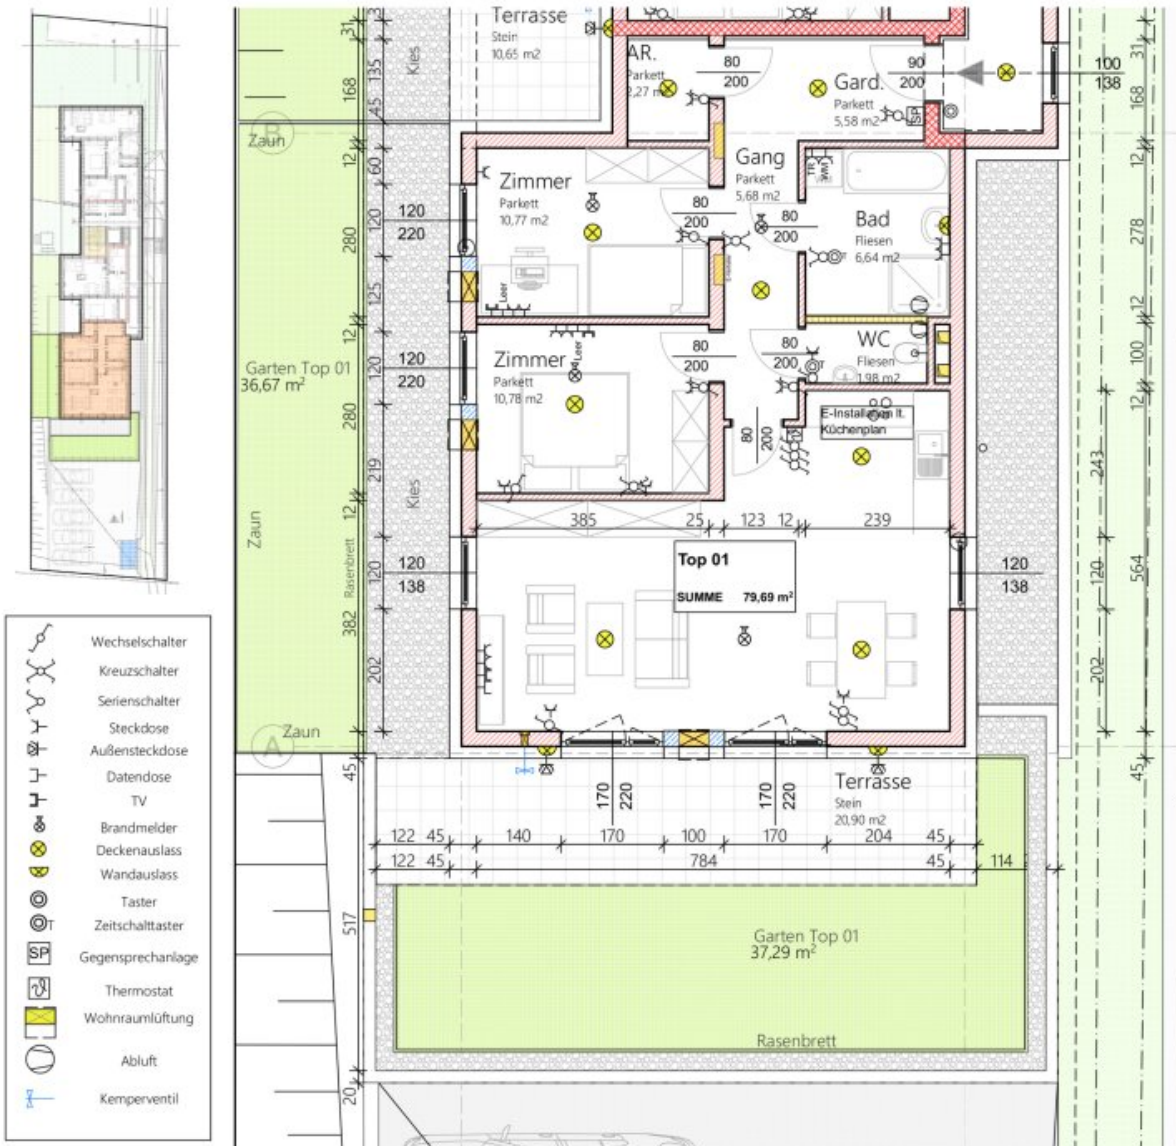 Terrasse
Stein
10,65 m2
AR.
Parkett
2,27 m
80
200
90
200
Gard.
Parkett
5,58 m2
SP
100
138
31
135
168
45
Kies
31
168
B
Zaun
12
60
12
Zimmer
Parkett
10,77 m2
Gang
Parkett
5,68 m2
TR
WM
Bad
Fliesen
6,64 m2
T
80
200
80
200
120
220
120
280
125
278
Leer
12
12
Zimmer
Parkett
10,78 m2
Leer
80
200
80
200
WC
Fliesen
1,98 m2
T
120
220
120
100
12
Garten Top 01
36,67 m²
280
219
Kies
80
200
E-Installation lt.
Küchenplan
243
12
Zaun
385
25
123
12
239
Rasenbrett
120
138
120
Top 01
SUMME 79,69 m²
120
138
120
564
382
202
202
A
Zaun
45
45
170
220
170
220
Terrasse
Stein
20,90 m2
122
45
140
170
100
170
204
45
122
45
784
45
114
517
Garten Top 01
37,29 m²
Rasenbrett
20
Wechselschalter
Kreuzschalter
Serienschalter
Steckdose
Außensteckdose
Datendose
TV
Brandmelder
Deckenauslass
Wandauslass
Taster
T Zeitschalttaster
SP Gegensprechanlage
Thermostat
Wohnraumlüftung
Abluft
Kemperventil